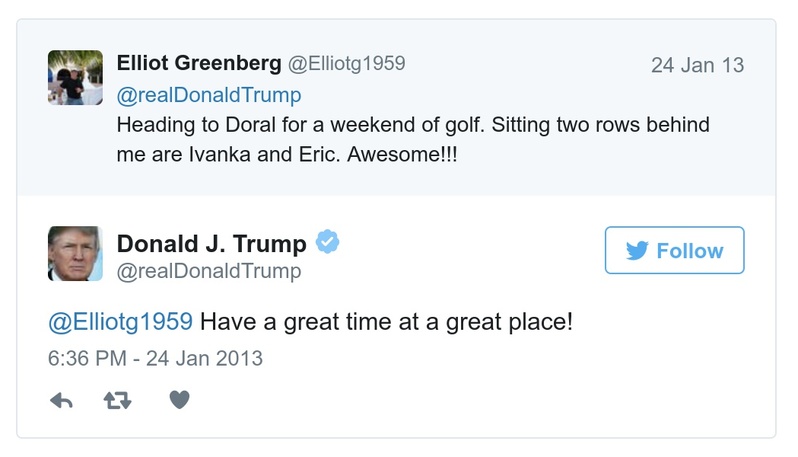 Elliot Greenberg @Elliotg1959 24 Jan 13
@realDonaldTrump
Heading to Doral for a weekend of golf. Sitting two rows behind
me are Ivanka and Eric. Awesome!!!
Donald J. Trump
@realDonaldTrump
Follow
@Elliotg1959 Have a great time at a great place!
6:36 PM - 24 Jan 2013